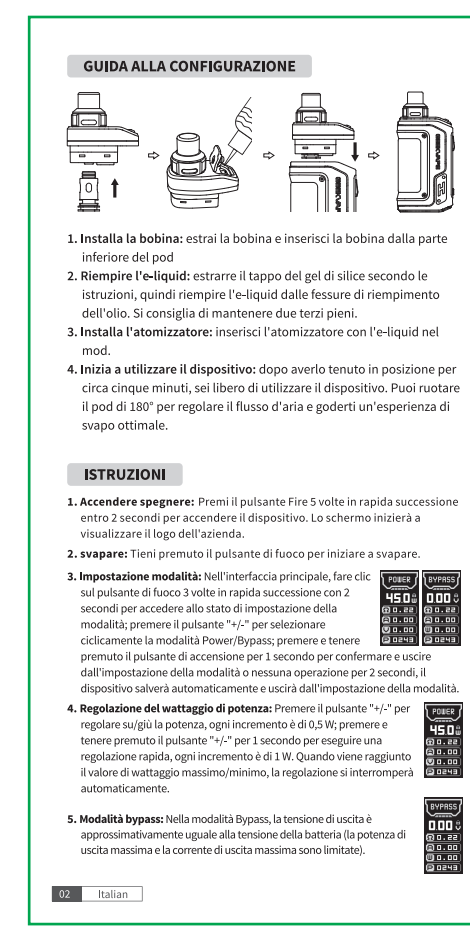 GUIDA ALLA CONFIGURAZIONE
1. Installa la bobina: estrai la bobina e inserisci la bobina dalla parte
inferiore del pod
2. Riempire l'e-liquid: estrarre il tappo del gel di silice secondo le
istruzioni, quindi riempire l'e-liquid dalle fessure di riempimento
dell'olio. Si consiglia di mantenere due terzi pieni.
3. Installa l'atomizzatore: inserisci l'atomizzatore con l'e-liquid nel
mod.
4. Inizia a utilizzare il dispositivo: dopo averlo tenuto in posizione per
circa cinque minuti, sei libero di utilizzare il dispositivo. Puoi ruotare
il pod di 180° per regolare il flusso d'aria e goderti un'esperienza di
svapo ottimale.
ISTRUZIONI
1. Accendere spegnere: Premi il pulsante Fire 5 volte in rapida successione
entro 2 secondi per accendere il dispositivo. Lo schermo inizierà a
visualizzare il logo dell'azienda.
2. svapare: Tieni premuto il pulsante di fuoco per iniziare a svapare.
3. Impostazione modalità: Nell'interfaccia principale, fare clic
sul pulsante di fuoco 3 volte in rapida successione con 2
secondi per accedere allo stato di impostazione della
modalità; premere il pulsante "+/-" per selezionare
ciclicamente la modalità Power/Bypass; premere e tenere
premuto il pulsante di accensione per 1 secondo per confermare e uscire
dall'impostazione della modalità o nessuna operazione per 2 secondi, il
dispositivo salverà automaticamente e uscirà dall'impostazione della modalità.
POWER
45.0 W
0.22
0.00
0.00
0243
BYPASS
0.00 V
0.22
0.00
0.00
0243
4. Regolazione del wattaggio di potenza: Premere il pulsante "+/-" per
regolare su/giù la potenza, ogni incremento è di 0,5 W; premere e
tenere premuto il pulsante "+/-" per 1 secondo per eseguire una
regolazione rapida, ogni incremento è di 1 W. Quando viene raggiunto
il valore di wattaggio massimo/minimo, la regolazione si interromperà
automaticamente.
POWER
45.0 W
0.22
0.00
0.00
0243
5. Modalità bypass: Nella modalità Bypass, la tensione di uscita è
approssimativamente uguale alla tensione della batteria (la potenza di
uscita massima e la corrente di uscita massima sono limitate).
BYPASS
0.00 V
0.22
0.00
0.00
0243
02 Italian